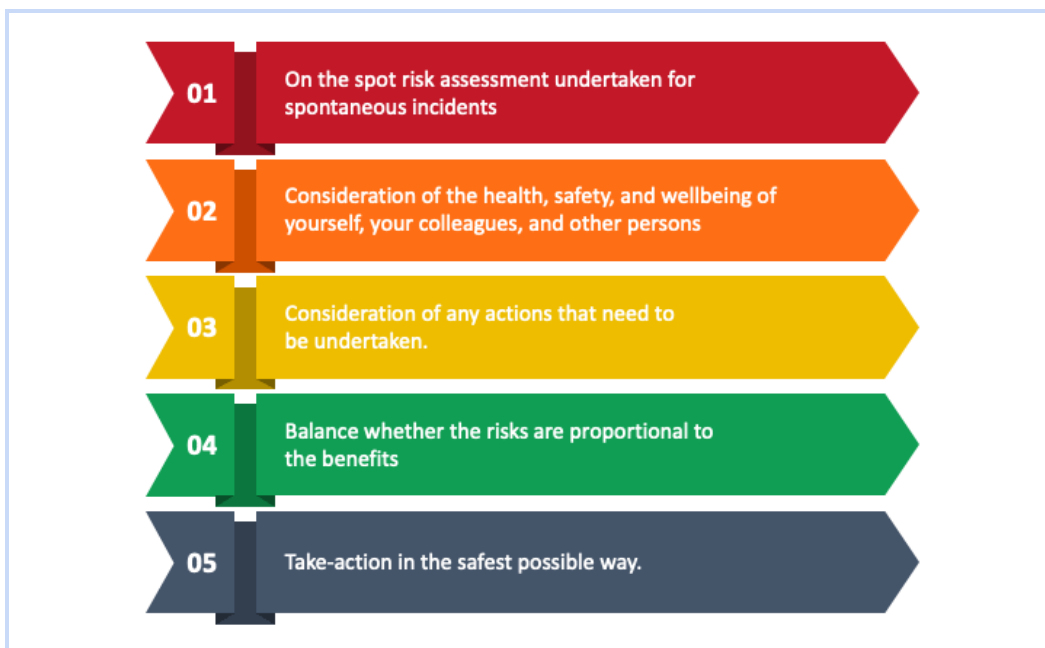 01
On the spot risk assessment undertaken for
spontaneous incidents
02
Consideration of the health, safety, and wellbeing of
yourself, your colleagues, and other persons
03
Consideration of any actions that need to
be undertaken.
04
Balance whether the risks are proportional to
the benefits
05
Take-action in the safest possible way.